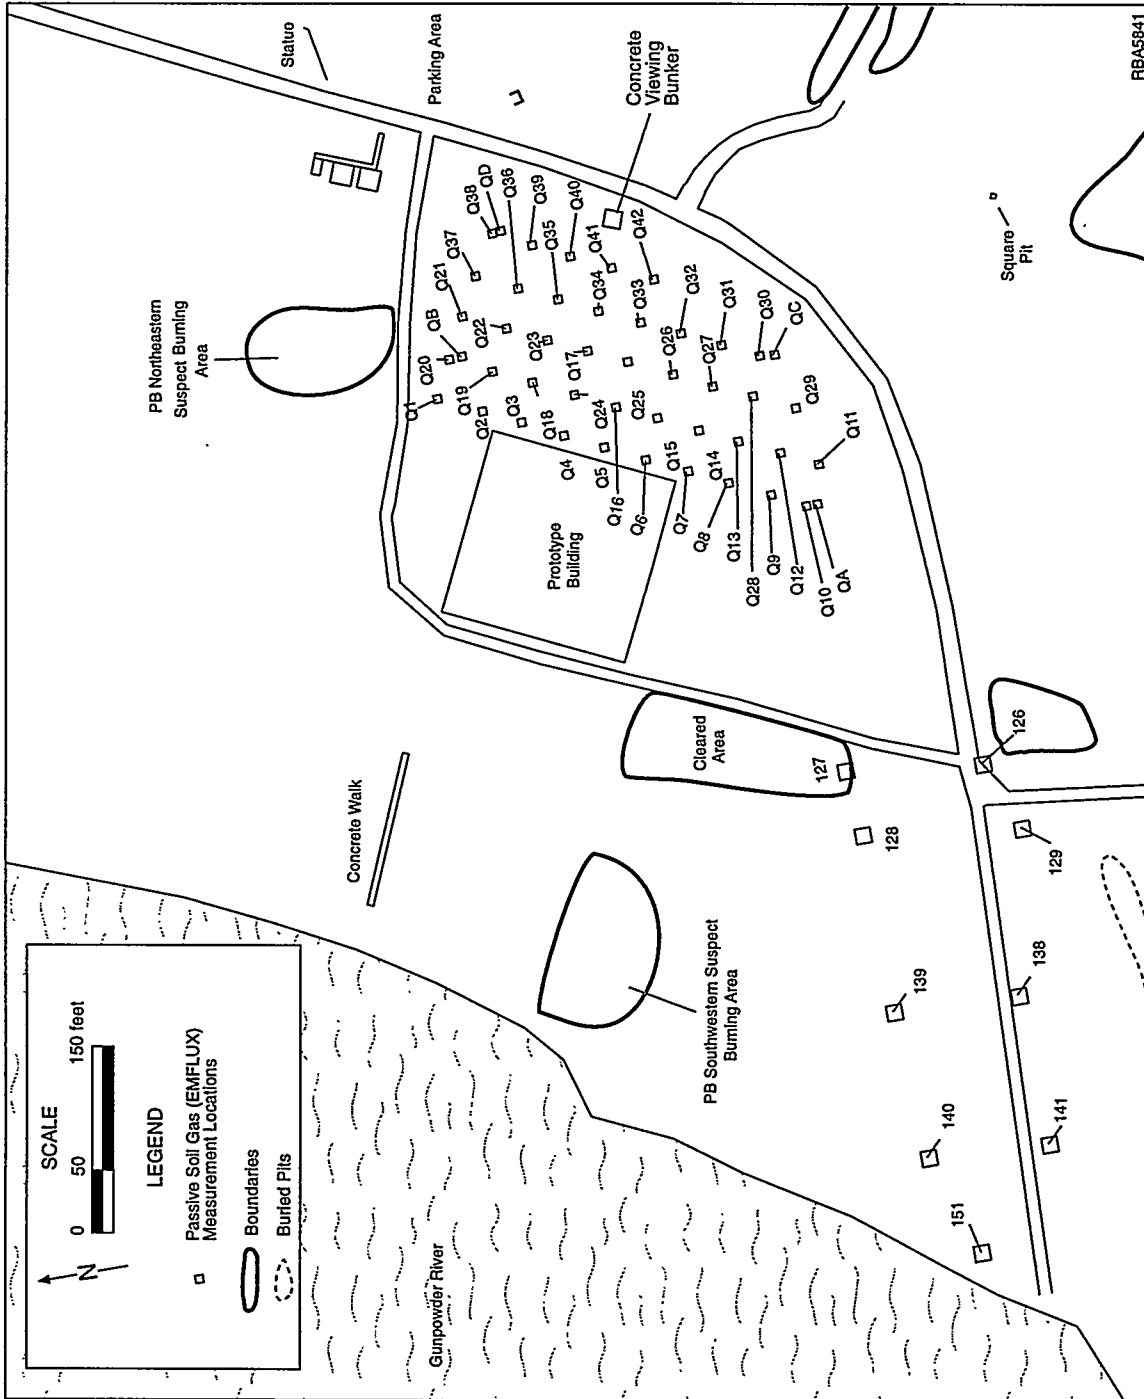 SCALE
0 50 150 feet
N
LEGEND
Passive Soil Gas (EMFLUX)
Measurement Locations
Boundaries
Buried Pits
Gunpowder River
Concrete Walk
PB Northeastern
Suspect Burning
Area
Statuo
Parking Area
Concrete
Viewing
Bunker
Prototype
Building
Cleared
Area
PB Southwestern Suspect
Burning Area
Square
Pit
Q1
Q20
QB
Q21
Q37
Q38
QD
Q36
Q39
Q35
Q40
Q41
Q42
Q2
Q19
Q22
Q3
Q23
Q34
Q18
Q17
Q33
Q4
Q24
Q32
Q5
Q25
Q26
Q31
Q16
Q27
Q30
Q6
Q15
QC
Q7
Q14
Q29
Q8
Q13
Q11
Q28
Q9
Q12
Q10
QA
127
128
126
129
139
138
140
141
151
RBA5841